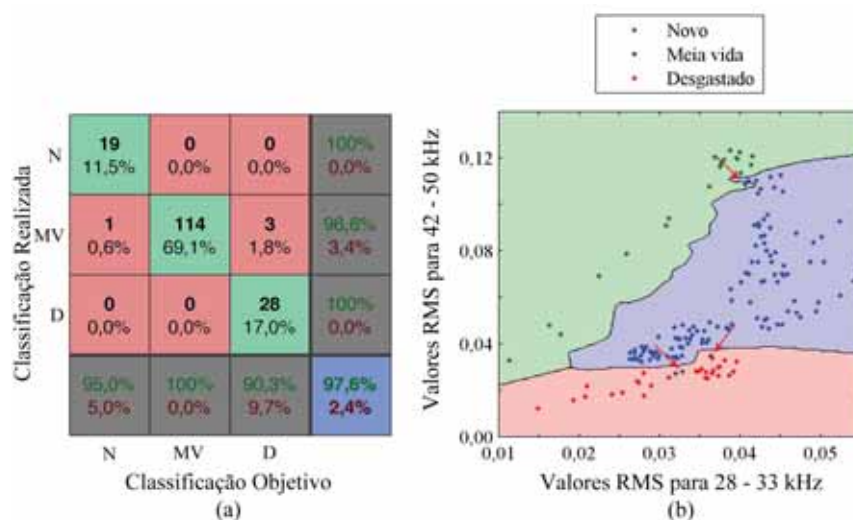 Novo
Meia vida
Desgastado
Classificação Realizada
N
19 0 0 100%
11,5% 0,0% 0,0% 0,0%
MV
1 114 3 96,6%
0,6% 69,1% 1,8% 3,4%
D
0 0 28 100%
0,0% 0,0% 17,0% 0,0%
95,0% 100% 90,3% 97,6%
5,0% 0,0% 9,7% 2,4%
N MV D
Classificação Objetivo
(a)
Valores RMS para 42 - 50 kHz
0,12
0,08
0,04
0,00
0,01 0,02 0,03 0,04 0,05
Valores RMS para 28 - 33 kHz
(b)